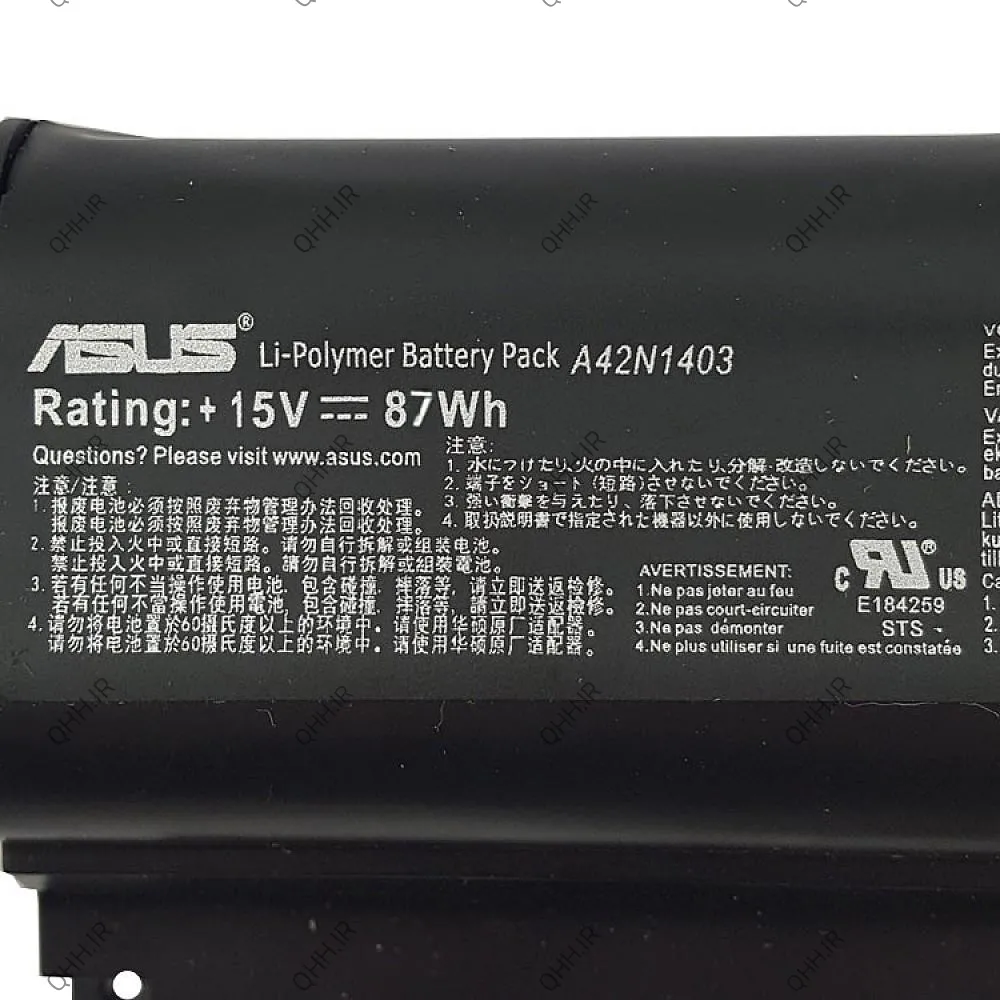 ASUS® Li-Polymer Battery Pack A42N1403
Rating:+ 15V ⎓ 87Wh
Questions? Please visit www.asus.com
注意/注意:
1. 报废电池必须按照废弃物管理办法回收处理。
报废电池必须按照废弃物管理办法回收处理。
2. 禁止投入火中或直接短路。请勿自行拆解或组装电池。
禁止投入火中或直接短路。請勿自行拆解或組裝電池。
3. 若有任何不当操作使用电池,包含碰撞,摔落等,请立即送返检修。
若有任何不當操作使用電池,包含碰撞,摔落等,請立即送返檢修。
4. 请勿将电池置於60摄氏度以上的环境中。请使用华硕原厂适配器。
请勿将电池置於60摄氏度以上的环境中。请使用华硕原厂适配器。
注意:
1. 水につけたり、火の中に入れたり、分解・改造しないでください。
2. 端子をショート(短路)させないでください。
3. 強い衝撃を与えたり、落下させないでください。
4. 取扱説明書で指定された機器以外に使用しないでください。
AVERTISSEMENT:
1.Ne pas jeter au feu
2.Ne pas court-circuiter
3.Ne pas démonter
4.Ne plus utiliser si une fuite est constatée
c RU® US
E184259
STS
QHH.IR